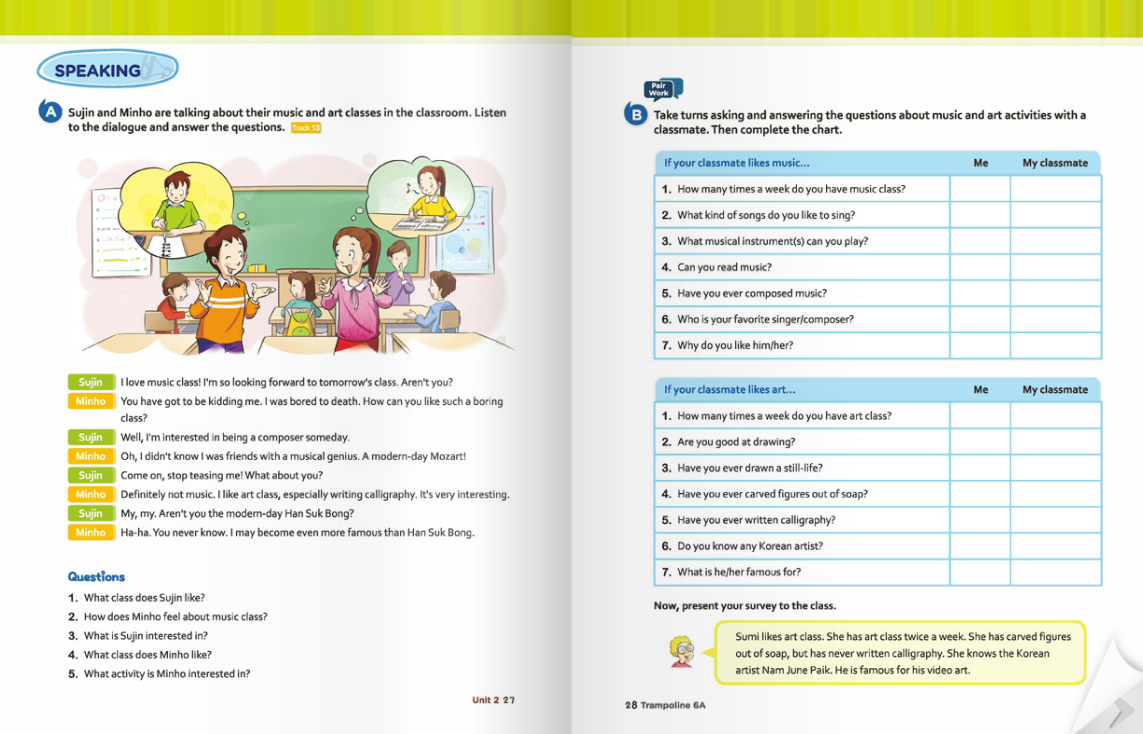 SPEAKING
A Sujin and Minho are talking about their music and art classes in the classroom. Listen
to the dialogue and answer the questions. Track 13
Sujin I love music class! I'm so looking forward to tomorrow's class. Aren't you?
Minho You have got to be kidding me. I was bored to death. How can you like such a boring
class?
Sujin Well, I'm interested in being a composer someday.
Minho Oh, I didn't know I was friends with a musical genius. A modern-day Mozart!
Sujin Come on, stop teasing me! What about you?
Minho Definitely not music. I like art class, especially writing calligraphy. It's very interesting.
Sujin My, my. Aren't you the modern-day Han Suk Bong?
Minho Ha-ha. You never know. I may become even more famous than Han Suk Bong.
Questions
1. What class does Sujin like?
2. How does Minho feel about music class?
3. What is Sujin interested in?
4. What class does Minho like?
5. What activity is Minho interested in?
Unit 2 27
Pair
Work
B Take turns asking and answering the questions about music and art activities with a
classmate. Then complete the chart.
If your classmate likes music... Me My classmate
1. How many times a week do you have music class?
2. What kind of songs do you like to sing?
3. What musical instrument(s) can you play?
4. Can you read music?
5. Have you ever composed music?
6. Who is your favorite singer/composer?
7. Why do you like him/her?
If your classmate likes art... Me My classmate
1. How many times a week do you have art class?
2. Are you good at drawing?
3. Have you ever drawn a still-life?
4. Have you ever carved figures out of soap?
5. Have you ever written calligraphy?
6. Do you know any Korean artist?
7. What is he/her famous for?
Now, present your survey to the class.
Sumi likes art class. She has art class twice a week. She has carved figures
out of soap, but has never written calligraphy. She knows the Korean
artist Nam June Paik. He is famous for his video art.
28 Trampoline 6A